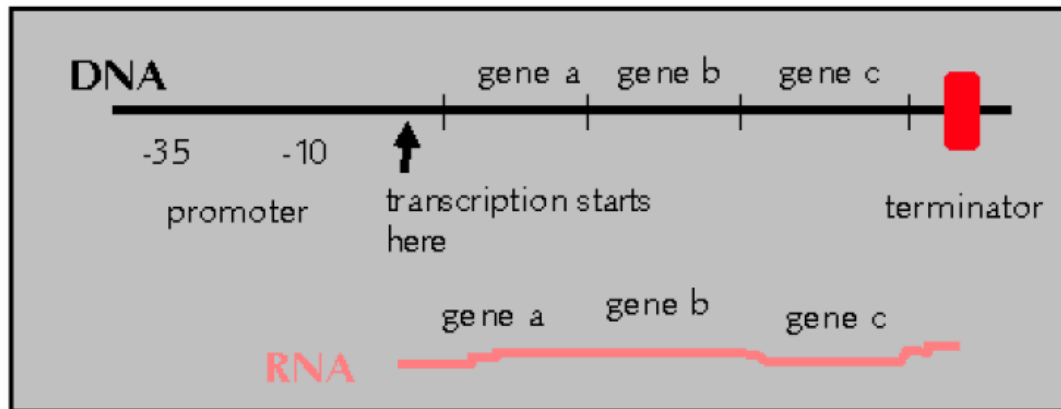 DNA
gene a gene b gene c
-35 -10
promoter
transcription starts
here
terminator
gene a gene b gene c
RNA